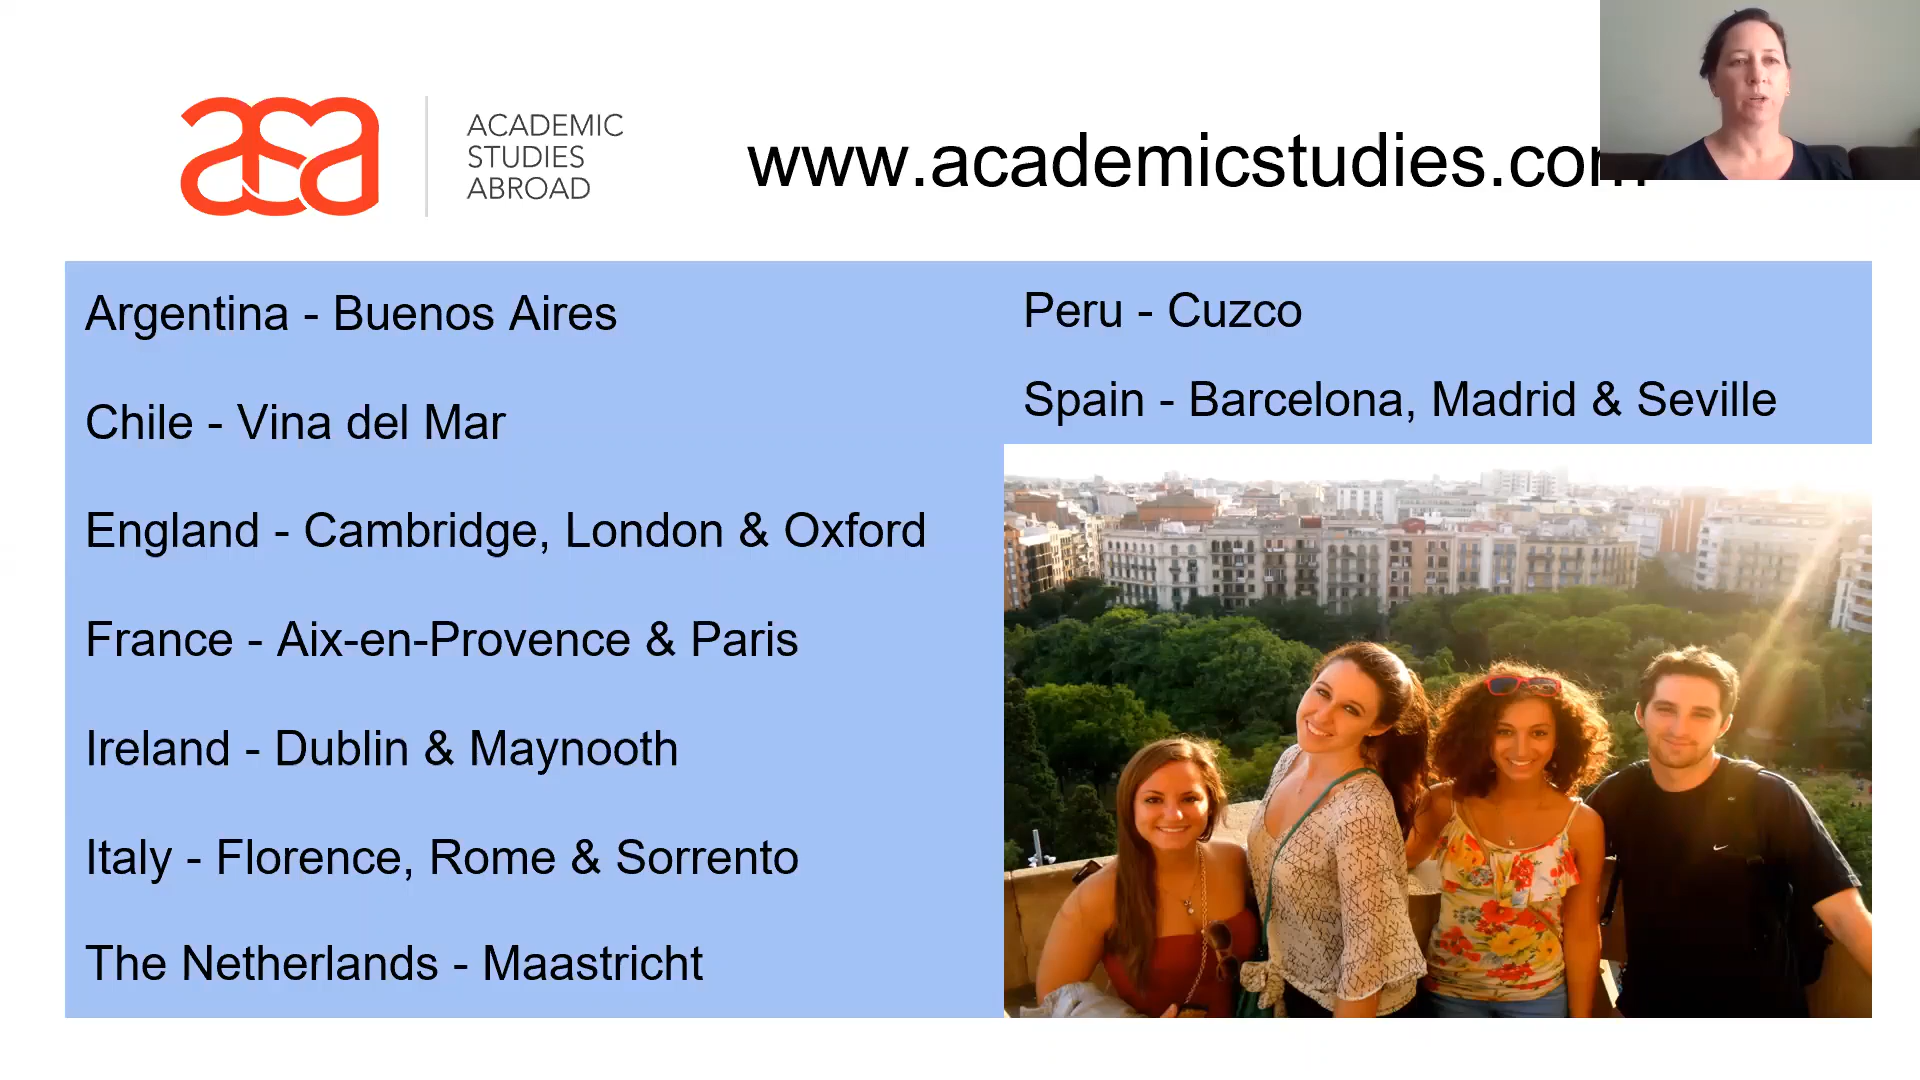 asa
ACADEMIC
STUDIES
ABROAD
www.academicstudies.com
Argentina - Buenos Aires
Chile - Vina del Mar
England - Cambridge, London & Oxford
France - Aix-en-Provence & Paris
Ireland - Dublin & Maynooth
Italy - Florence, Rome & Sorrento
The Netherlands - Maastricht
Peru - Cuzco
Spain - Barcelona, Madrid & Seville